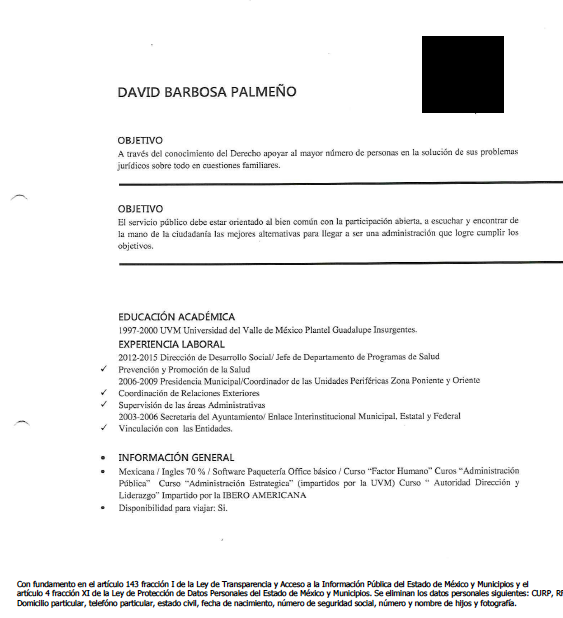 DAVID BARBOSA PALMEÑO
OBJETIVO
A través del conocimiento del Derecho apoyar al mayor número de personas en la solución de sus problemas
jurídicos sobre todo en cuestiones familiares.
OBJETIVO
El servicio público debe estar orientado al bien común con la participación abierta, a escuchar y encontrar de
la mano de la ciudadanía las mejores alternativas para llegar a ser una administración que logre cumplir los
objetivos.
EDUCACIÓN ACADÉMICA
1997-2000 UVM Universidad del Valle de México Plantel Guadalupe Insurgentes.
EXPERIENCIA LABORAL
2012-2015 Dirección de Desarrollo Social/ Jefe de Departamento de Programas de Salud
✓ Prevención y Promoción de la Salud
2006-2009 Presidencia Municipal/Coordinador de las Unidades Periféricas Zona Poniente y Oriente
✓ Coordinación de Relaciones Exteriores
✓ Supervisión de las áreas Administrativas
2003-2006 Secretaria del Ayuntamiento/ Enlace Interinstitucional Municipal, Estatal y Federal
✓ Vinculación con las Entidades.
• INFORMACIÓN GENERAL
• Mexicana / Ingles 70 % / Software Paquetería Office básico / Curso "Factor Humano" Curos "Administración
Pública" Curso "Administración Estrategica" (impartidos por la UVM) Curso " Autoridad Dirección y
Liderazgo" Impartido por la IBERO AMERICANA
• Disponibilidad para viajar: Si.
Con fundamento en el artículo 143 fracción I de la Ley de Transparencia y Acceso a la Información Pública del Estado de México y Municipios y el
artículo 4 fracción XI de la Ley de Protección de Datos Personales del Estado de México y Municipios. Se eliminan los datos personales siguientes: CURP,
Domicilio particular, telefóno particular, estado civil, fecha de nacimiento, número de seguridad social, número y nombre de hijos y fotografía.